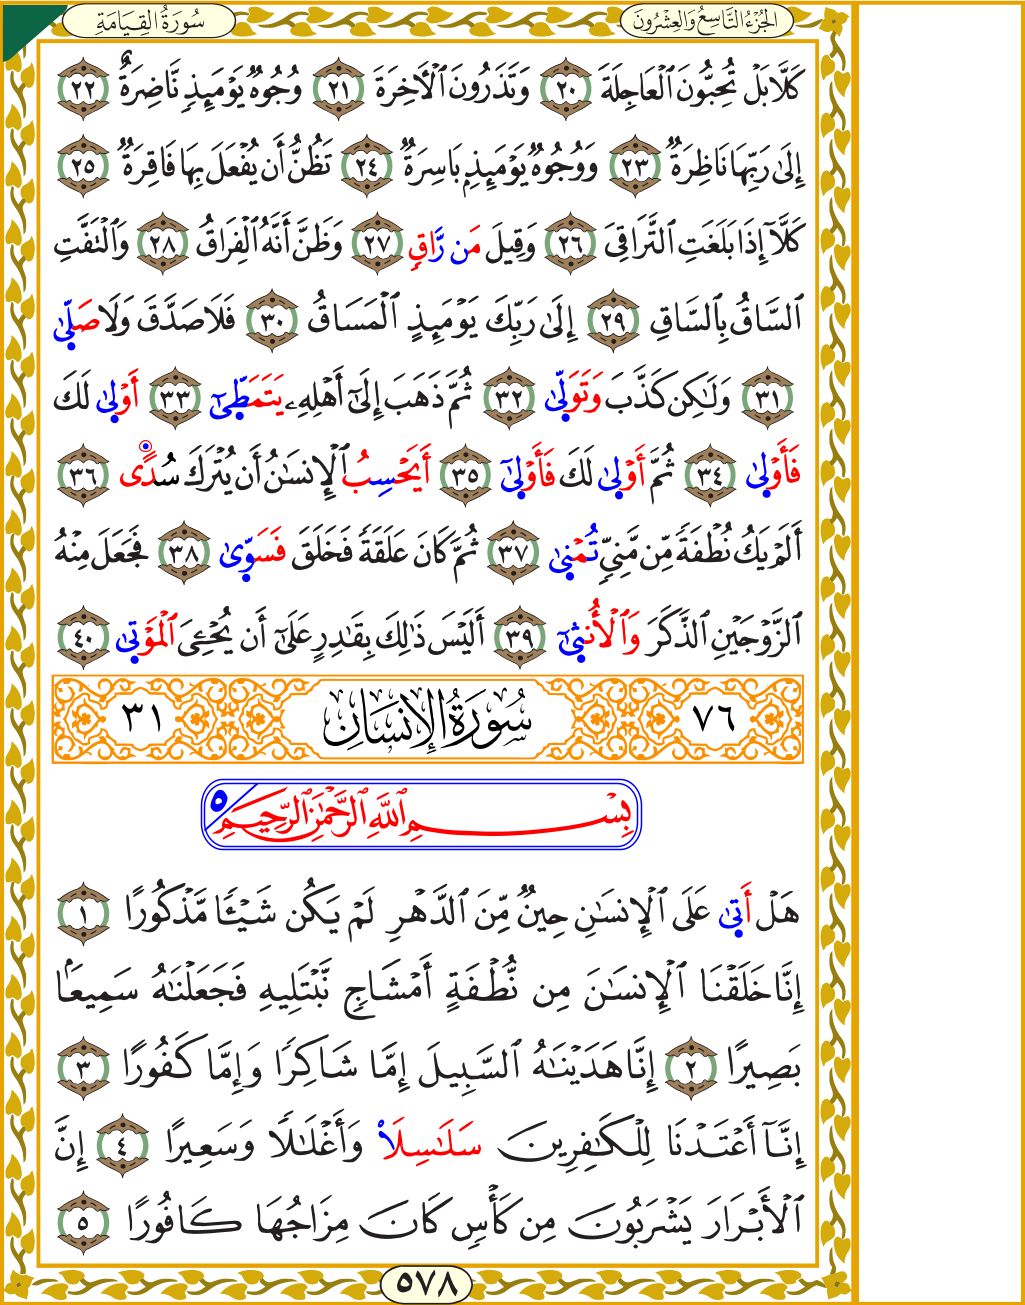 الجُزْءُ التَّاسِعُ وَالعِشْرُونَ
سُورَةُ القِيَامَةِ
كَلَّا بَلْ تُحِبُّونَ ٱلْعَاجِلَةَ ٢٠ وَتَذَرُونَ ٱلْأَخِرَةَ ٢١ وُجُوهٌ يَوْمَئِذٍ نَّاضِرَةٌ ٢٢
إِلَىٰ رَبِّهَا نَاظِرَةٌ ٢٣ وَوُجُوهٌ يَوْمَئِذٍ بَاسِرَةٌ ٢٤ تَظُنُّ أَن يُفْعَلَ بِهَا فَاقِرَةٌ ٢٥
كَلَّآ إِذَا بَلَغَتِ ٱلتَّرَاقِىَ ٢٦ وَقِيلَ مَن رَّاقٍ ٢٧ وَظَنَّ أَنَّهُ ٱلْفِرَاقُ ٢٨ وَٱلْتَفَّتِ
ٱلسَّاقُ بِٱلسَّاقِ ٢٩ إِلَىٰ رَبِّكَ يَوْمَئِذٍ ٱلْمَسَاقُ ٣٠ فَلَا صَدَّقَ وَلَا صَلَّىٰ
٣١ وَلَٰكِن كَذَّبَ وَتَوَلَّىٰ ٣٢ ثُمَّ ذَهَبَ إِلَىٰٓ أَهْلِهِۦ يَتَمَطَّىٰٓ ٣٣ أَوْلَىٰ لَكَ
فَأَوْلَىٰ ٣٤ ثُمَّ أَوْلَىٰ لَكَ فَأَوْلَىٰٓ ٣٥ أَيَحْسِبُ ٱلْإِنسَٰنُ أَن يُتْرَكَ سُدًى ٣٦
أَلَمْ يَكُ نُطْفَةً مِّن مَّنِىٍّ تُمْنَىٰ ٣٧ ثُمَّ كَانَ عَلَقَةً فَخَلَقَ فَسَوَّىٰ ٣٨ فَجَعَلَ مِنْهُ
ٱلزَّوْجَيْنِ ٱلذَّكَرَ وَٱلْأُنثَىٰٓ ٣٩ أَلَيْسَ ذَٰلِكَ بِقَٰدِرٍ عَلَىٰٓ أَن يُحْۦِىَ ٱلْمَوْتَىٰ ٤٠
٧٦ سُورَةُ الإِنسَانِ ٣١
بِسْمِ ٱللَّهِ ٱلرَّحْمَٰنِ ٱلرَّحِيمِ ٥
هَلْ أَتَىٰ عَلَى ٱلْإِنسَٰنِ حِينٌ مِّنَ ٱلدَّهْرِ لَمْ يَكُن شَيْـًٔا مَّذْكُورًا ١
إِنَّا خَلَقْنَا ٱلْإِنسَٰنَ مِن نُّطْفَةٍ أَمْشَاجٍ نَّبْتَلِيهِ فَجَعَلْنَٰهُ سَمِيعًۢا
بَصِيرًا ٢ إِنَّا هَدَيْنَٰهُ ٱلسَّبِيلَ إِمَّا شَاكِرًا وَإِمَّا كَفُورًا ٣
إِنَّآ أَعْتَدْنَا لِلْكَٰفِرِينَ سَلَٰسِلَا۟ وَأَغْلَٰلًا وَسَعِيرًا ٤ إِنَّ
ٱلْأَبْرَارَ يَشْرَبُونَ مِن كَأْسٍ كَانَ مِزَاجُهَا كَافُورًا ٥
٥٧٨